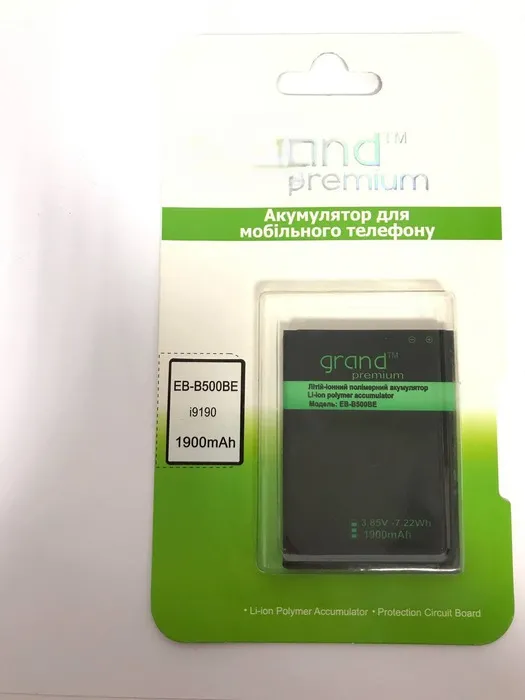 grand™
premium
Акумулятор для
мобільного телефону
EB-B500BE
i9190
1900mAh
grand™
premium
Літій-іонний полімерний акумулятор
Li-ion polymer accumulator
Модель: EB-B500BE
3.85V -7.22Wh
1900mAh
• Li-ion Polymer Accumulator • Protection Circuit Board